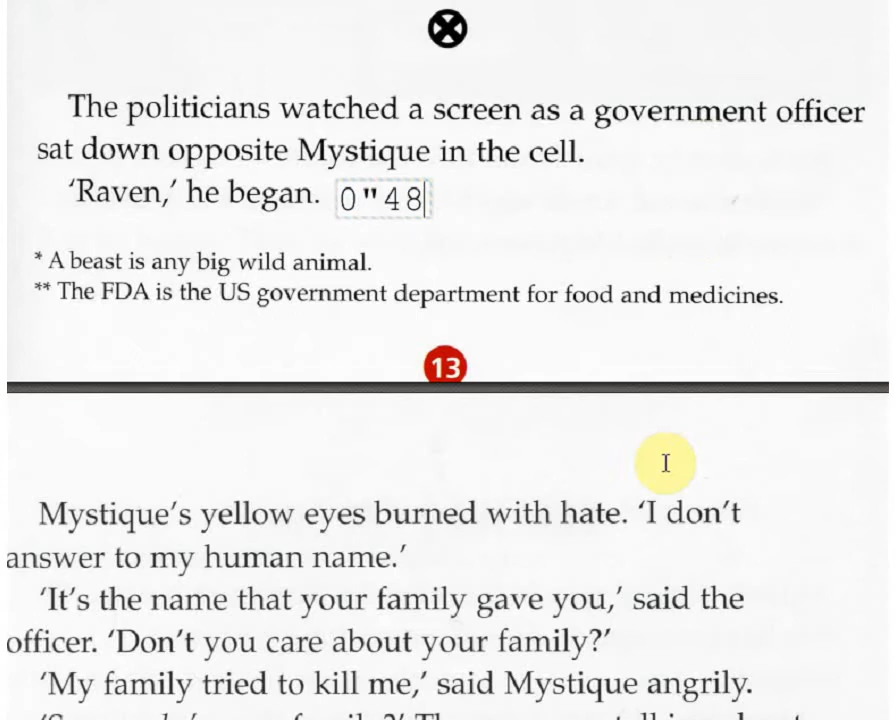 The politicians watched a screen as a government officer
sat down opposite Mystique in the cell.
‘Raven,’ he began. 0"48
* A beast is any big wild animal.
** The FDA is the US government department for food and medicines.
13
Mystique’s yellow eyes burned with hate. ‘I don’t
answer to my human name.’
‘It’s the name that your family gave you,’ said the
officer. ‘Don’t you care about your family?’
‘My family tried to kill me,’ said Mystique angrily.